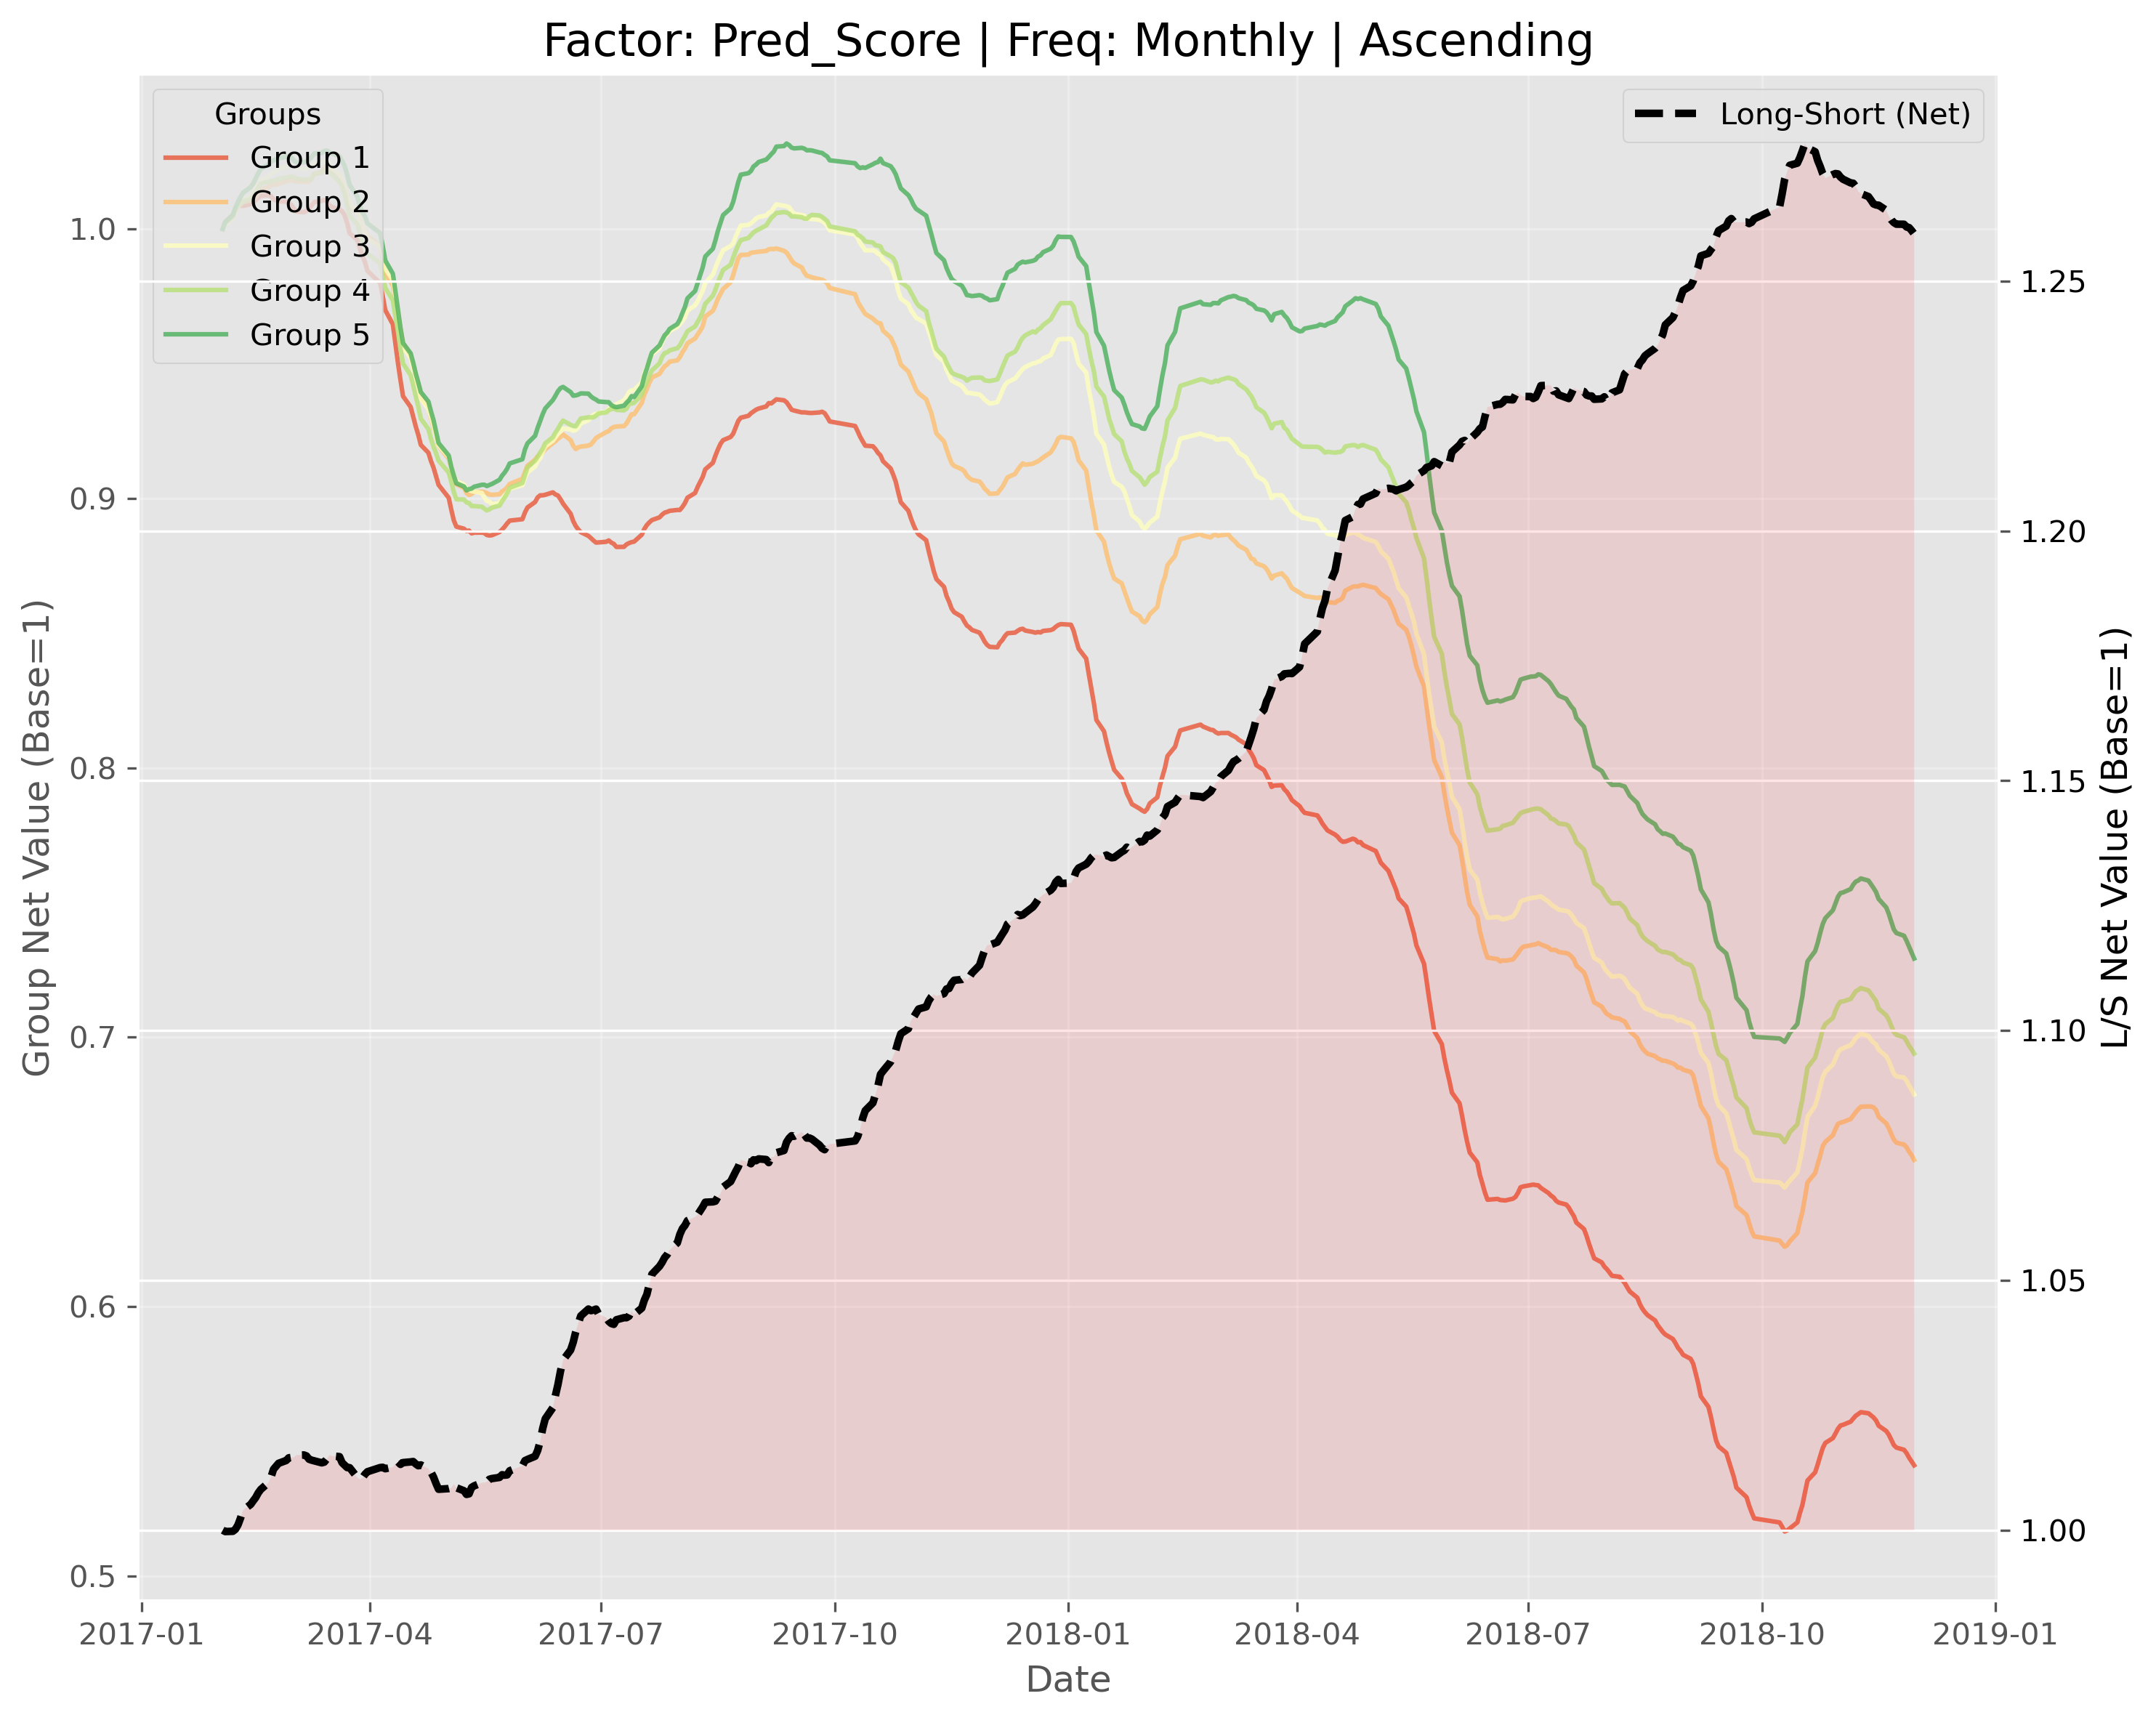 Factor: Pred_Score | Freq: Monthly | Ascending
Groups
Group 1
Group 2
Group 3
Group 4
Group 5
Long-Short (Net)
Group Net Value (Base=1)
1.0
0.9
0.8
0.7
0.6
0.5
L/S Net Value (Base=1)
1.25
1.20
1.15
1.10
1.05
1.00
2017-01 2017-04 2017-07 2017-10 2018-01 2018-04 2018-07 2018-10 2019-01
Date